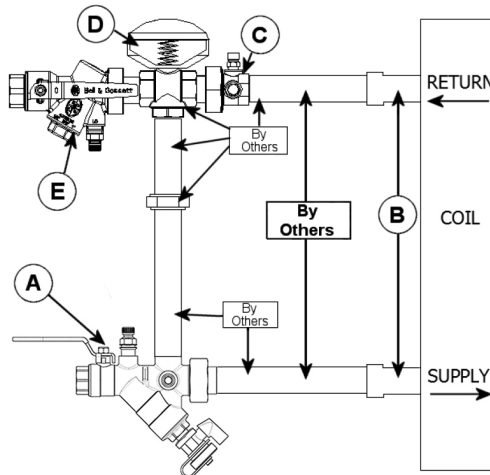 D
C
Bell & Gossett
RETURN
By
Others
E
By
Others
B
COIL
A
By
Others
SUPPLY